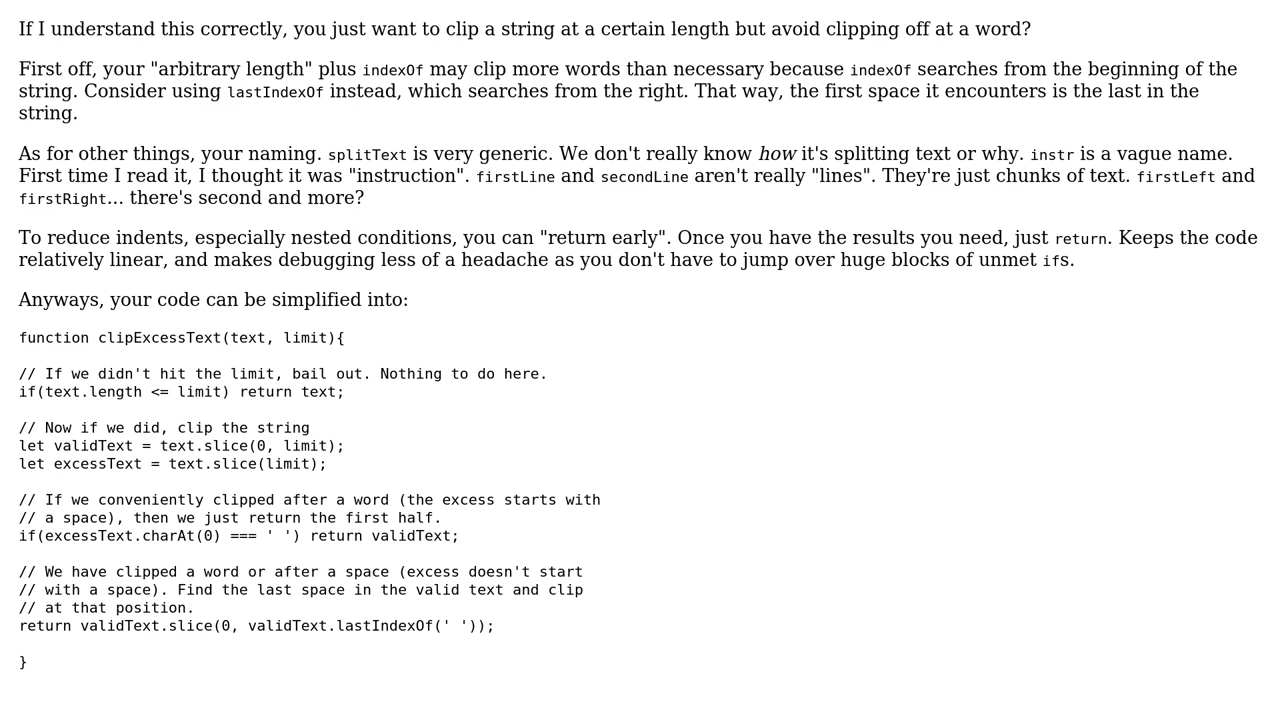 If I understand this correctly, you just want to clip a string at a certain length but avoid clipping off at a word?
First off, your "arbitrary length" plus indexOf may clip more words than necessary because indexOf searches from the beginning of the
string. Consider using lastIndexOf instead, which searches from the right. That way, the first space it encounters is the last in the
string.
As for other things, your naming. splitText is very generic. We don't really know how it's splitting text or why. instr is a vague name.
First time I read it, I thought it was "instruction". firstLine and secondLine aren't really "lines". They're just chunks of text. firstLeft and
firstRight... there's second and more?
To reduce indents, especially nested conditions, you can "return early". Once you have the results you need, just return. Keeps the code
relatively linear, and makes debugging less of a headache as you don't have to jump over huge blocks of unmet ifs.
Anyways, your code can be simplified into:
function clipExcessText(text, limit){
// If we didn't hit the limit, bail out. Nothing to do here.
if(text.length <= limit) return text;
// Now if we did, clip the string
let validText = text.slice(0, limit);
let excessText = text.slice(limit);
// If we conveniently clipped after a word (the excess starts with
// a space), then we just return the first half.
if(excessText.charAt(0) === ' ') return validText;
// We have clipped a word or after a space (excess doesn't start
// with a space). Find the last space in the valid text and clip
// at that position.
return validText.slice(0, validText.lastIndexOf(' '));
}